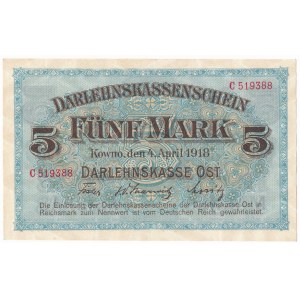 DARLEHNSKASSENSCHEIN
C 519388
5 FÜNF MARK 5
Kowno, den 4. April 1918
C 519388
DARLEHNSKASSE OST
Die Einlösung der Darlehnskassenscheine der Darlehnskasse Ost in
Reichsmark zum Nennwert ist vom Deutschen Reich gewährleistet.